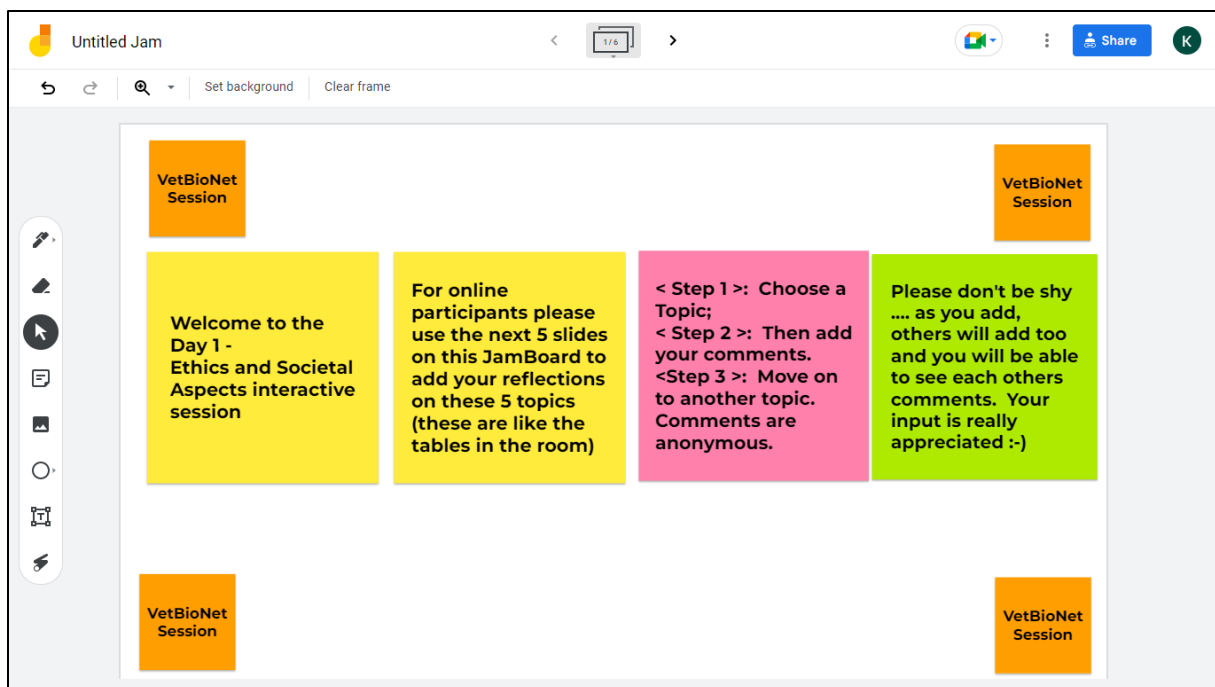 Untitled Jam
1/6
Share
K
Set background
Clear frame
VetBioNet
Session
VetBioNet
Session
Welcome to the
Day 1 -
Ethics and Societal
Aspects interactive
session
For online
participants please
use the next 5 slides
on this JamBoard to
add your reflections
on these 5 topics
(these are like the
tables in the room)
< Step 1 >:  Choose a
Topic;
< Step 2 >:  Then add
your comments.
<Step 3 >:  Move on
to another topic.
Comments are
anonymous.
Please don't be shy
.... as you add,
others will add too
and you will be able
to see each others
comments.  Your
input is really
appreciated :-)
VetBioNet
Session
VetBioNet
Session